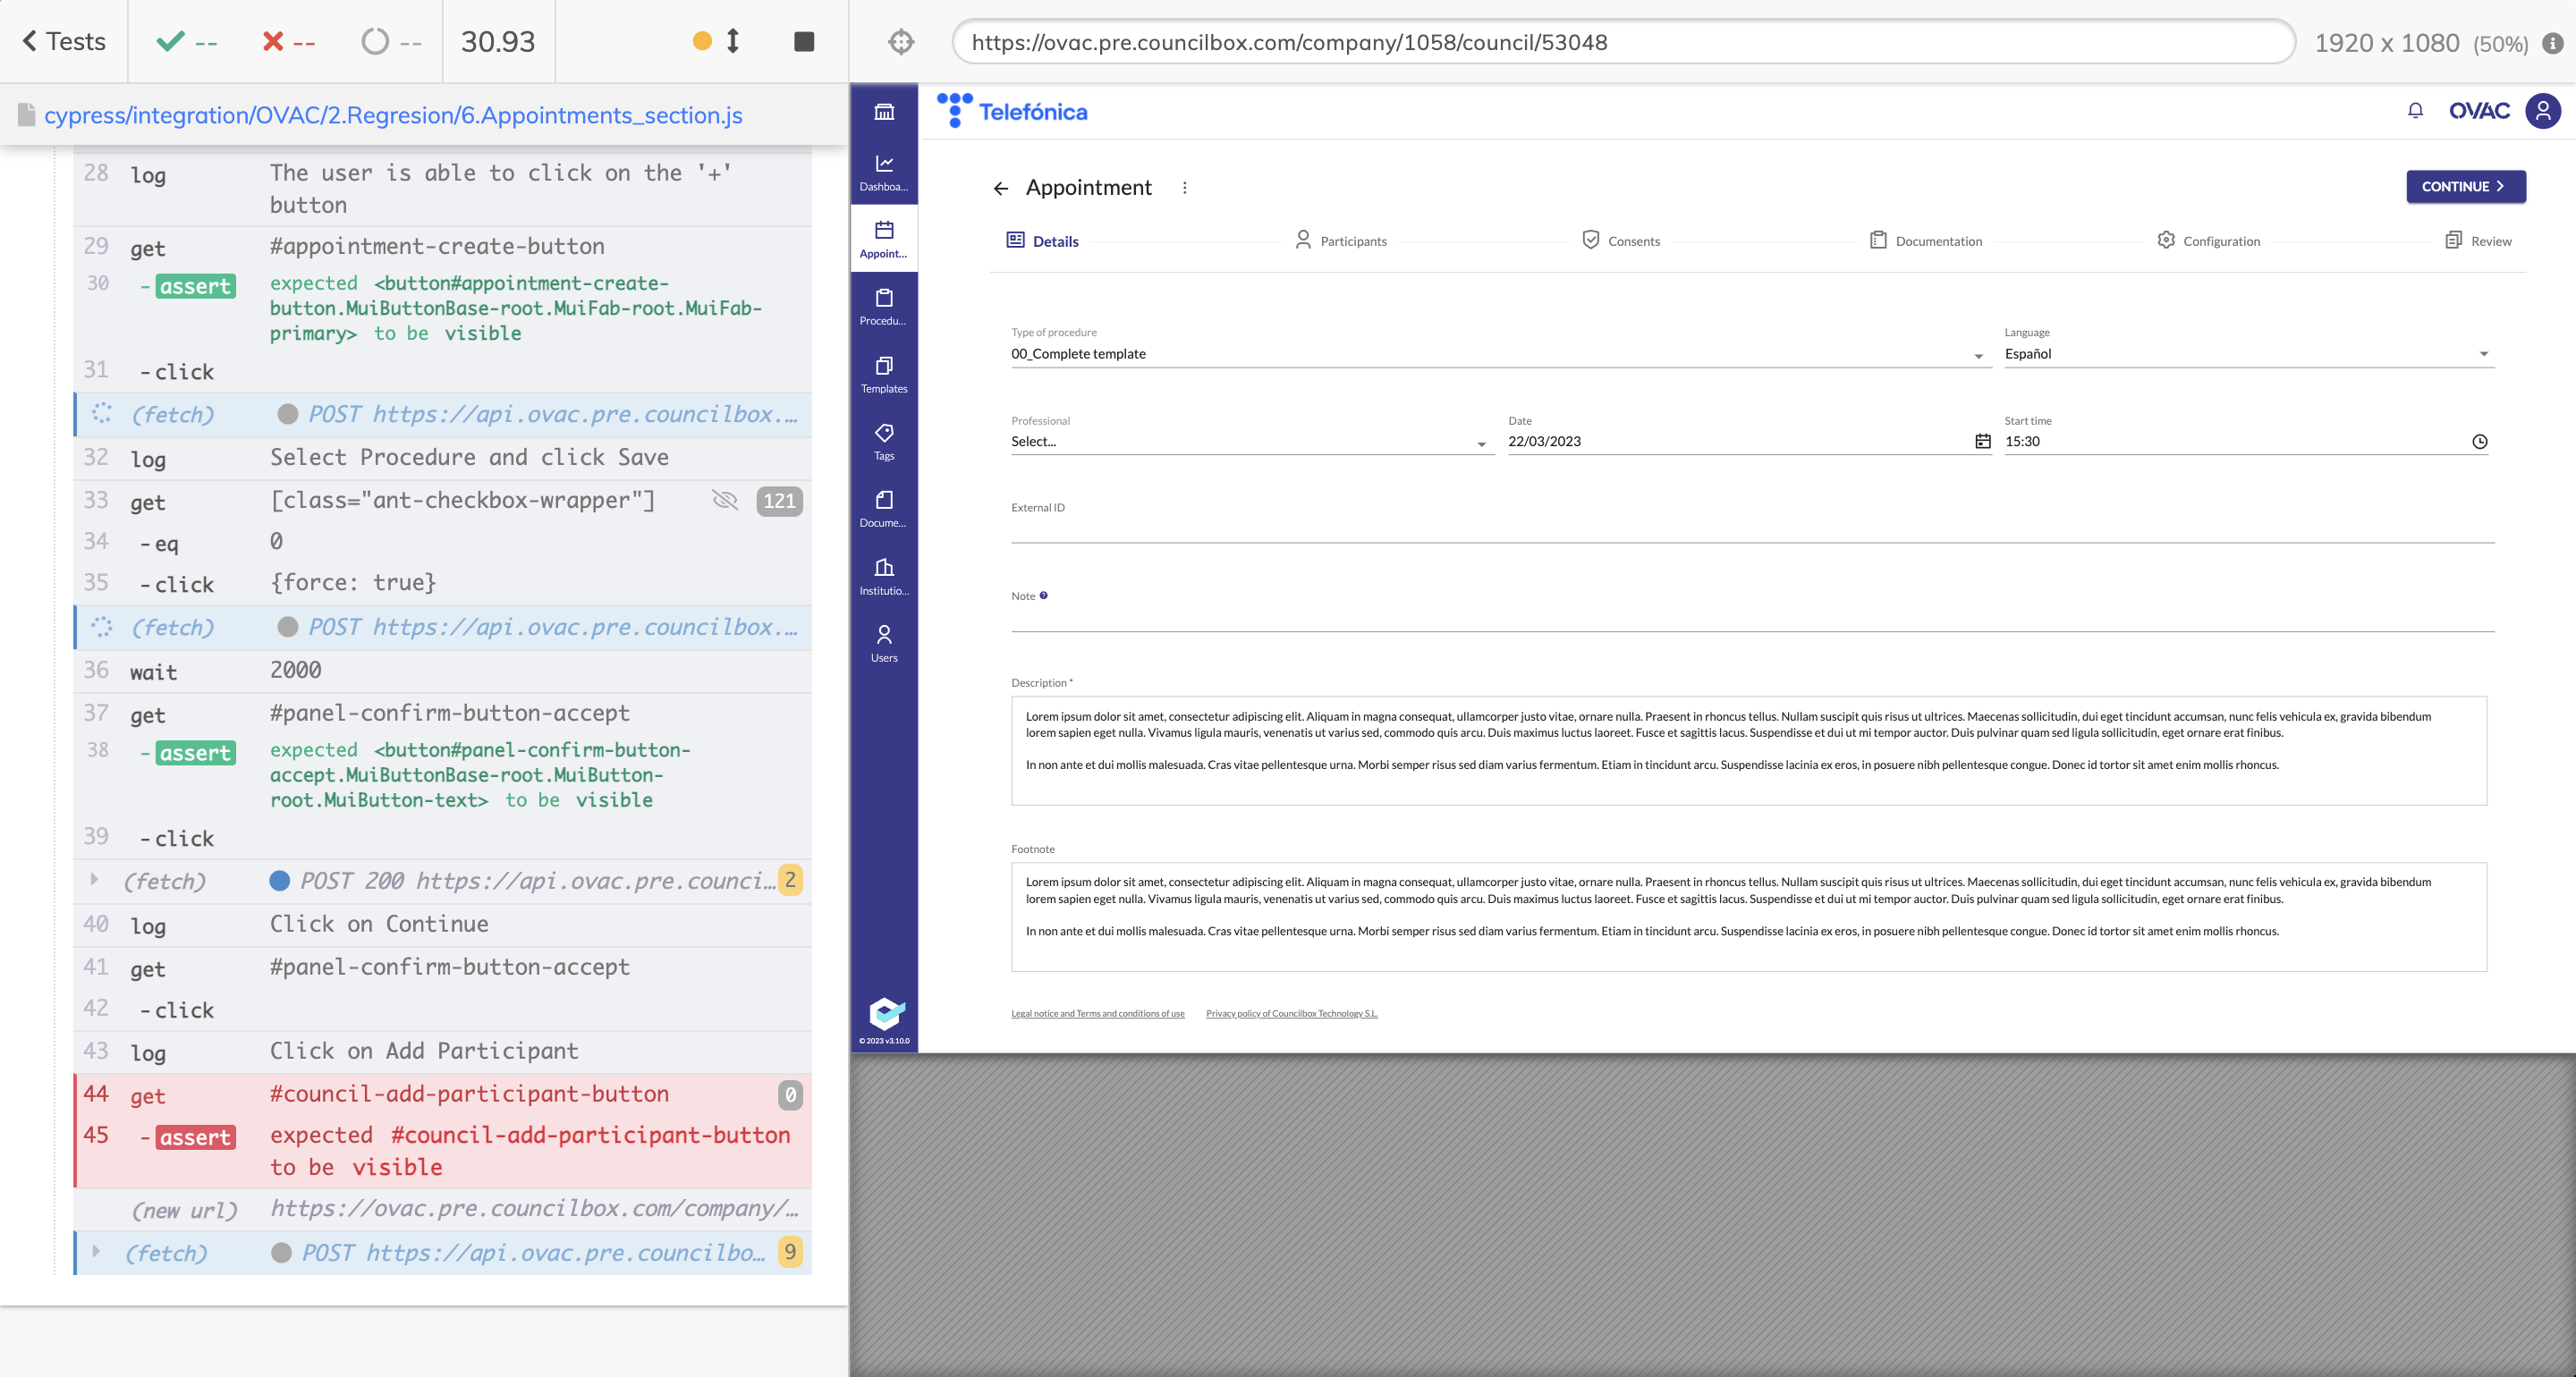 Tests
--
--
--
30.93
https://ovac.pre.councilbox.com/company/1058/council/53048
1920 x 1080 (50%)
cypress/integration/OVAC/2.Regresion/6.Appointments_section.js
28 log The user is able to click on the '+'
button
29 get #appointment-create-button
30 -assert expected <button#appointment-create-
button.MuiButtonBase-root.MuiFab-root.MuiFab-
primary> to be visible
31 -click
(fetch) POST https://api.ovac.pre.councilbox.…
32 log Select Procedure and click Save
33 get [class="ant-checkbox-wrapper"] 121
34 -eq 0
35 -click {force: true}
(fetch) POST https://api.ovac.pre.councilbox.…
36 wait 2000
37 get #panel-confirm-button-accept
38 -assert expected <button#panel-confirm-button-
accept.MuiButtonBase-root.MuiButton-
root.MuiButton-text> to be visible
39 -click
(fetch) POST 200 https://api.ovac.pre.counci… 2
40 log Click on Continue
41 get #panel-confirm-button-accept
42 -click
43 log Click on Add Participant
44 get #council-add-participant-button 0
45 -assert expected #council-add-participant-button
to be visible
(new url) https://ovac.pre.councilbox.com/company/…
(fetch) POST https://api.ovac.pre.councilbo… 9
Dashboa...
Appoint...
Procedu...
Templates
Tags
Docume...
Institutio...
Users
© 2023 v3.10.0
Telefónica
OVAC
Appointment
CONTINUE
Details
Participants
Consents
Documentation
Configuration
Review
Type of procedure
00_Complete template
Language
Español
Professional
Select...
Date
22/03/2023
Start time
15:30
External ID
Note
Description *
Lorem ipsum dolor sit amet, consectetur adipiscing elit. Aliquam in magna consequat, ullamcorper justo vitae, ornare nulla. Praesent in rhoncus tellus. Nullam suscipit quis risus ut ultrices. Maecenas sollicitudin, dui eget tincidunt accumsan, nunc felis vehicula ex, gravida bibendum
lorem sapien eget nulla. Vivamus ligula mauris, venenatis ut varius sed, commodo quis arcu. Duis maximus luctus laoreet. Fusce et sagittis lacus. Suspendisse et dui ut mi tempor auctor. Duis pulvinar quam sed ligula sollicitudin, eget ornare erat finibus.
In non ante et dui mollis malesuada. Cras vitae pellentesque urna. Morbi semper risus sed diam varius fermentum. Etiam in tincidunt arcu. Suspendisse lacinia ex eros, in posuere nibh pellentesque congue. Donec id tortor sit amet enim mollis rhoncus.
Footnote
Lorem ipsum dolor sit amet, consectetur adipiscing elit. Aliquam in magna consequat, ullamcorper justo vitae, ornare nulla. Praesent in rhoncus tellus. Nullam suscipit quis risus ut ultrices. Maecenas sollicitudin, dui eget tincidunt accumsan, nunc felis vehicula ex, gravida bibendum
lorem sapien eget nulla. Vivamus ligula mauris, venenatis ut varius sed, commodo quis arcu. Duis maximus luctus laoreet. Fusce et sagittis lacus. Suspendisse et dui ut mi tempor auctor. Duis pulvinar quam sed ligula sollicitudin, eget ornare erat finibus.
In non ante et dui mollis malesuada. Cras vitae pellentesque urna. Morbi semper risus sed diam varius fermentum. Etiam in tincidunt arcu. Suspendisse lacinia ex eros, in posuere nibh pellentesque congue. Donec id tortor sit amet enim mollis rhoncus.
Legal notice and Terms and conditions of use
Privacy policy of Councilbox Technology S.L.